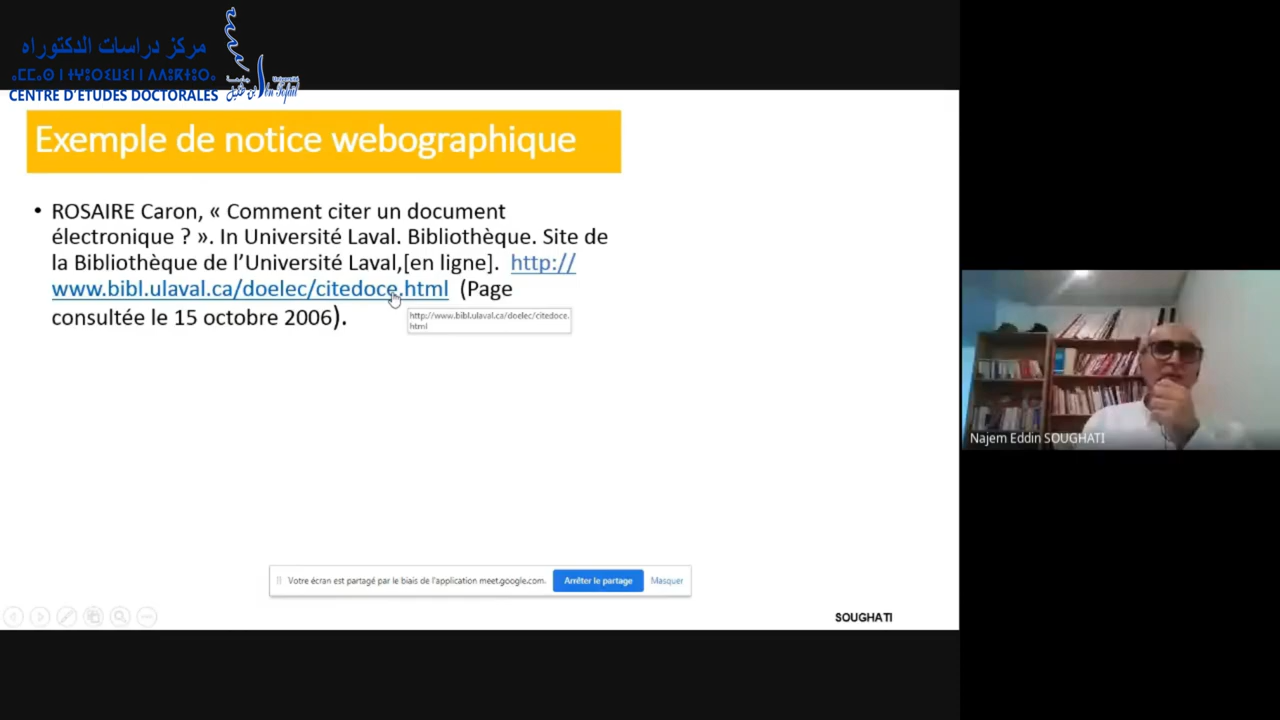 مركز دراسات الدكتوراه
CENTRE D'ETUDES DOCTORALES
Université
Ibn Tofail
Exemple de notice webographique
• ROSAIRE Caron, « Comment citer un document
électronique ? ». In Université Laval. Bibliothèque. Site de
la Bibliothèque de l’Université Laval,[en ligne]. http://
www.bibl.ulaval.ca/doelec/citedoce.html (Page
consultée le 15 octobre 2006).
http://www.bibl.ulaval.ca/doelec/citedoce.
html
Najem Eddin SOUGHATI
Votre écran est partagé par le biais de l'application meet.google.com.
Arrêter le partage
Masquer
SOUGHATI